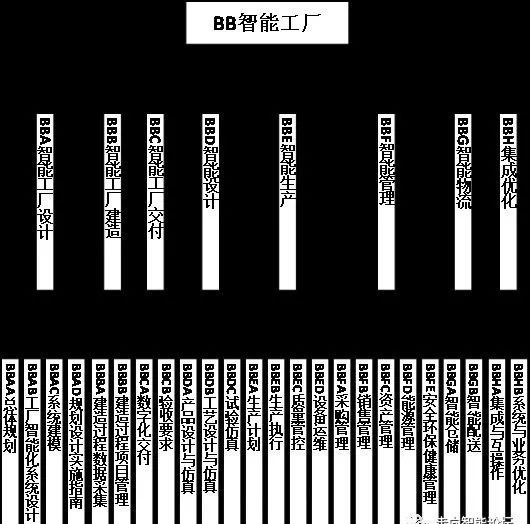 BB智能工厂
BBA智能工厂设计
BBB智能工厂建造
BBC智能工厂交付
BBD智能设计
BBE智能生产
BBF智能管理
BBG智能物流
BBH集成优化
BBAA总体规划
BBAB工厂智能化系统设计
BBAC系统建模
BBAD规划设计实施指南
BBBA建造过程数据采集
BBBB建造过程项目管理
BBCA数字化交付
BBCB验收要求
BBDA产品设计与仿真
BBDB工艺设计与仿真
BBDC试验仿真
BBEA生产计划
BBEB生产执行
BBEC质量管控
BBED设备运维
BBFA采购管理
BBFB销售管理
BBFC资产管理
BBFD能源管理
BBFE安全环保健康管理
BBGA智能仓储
BBGB智能配送
BBHA集成与互操作
BBHB系统与业务优化